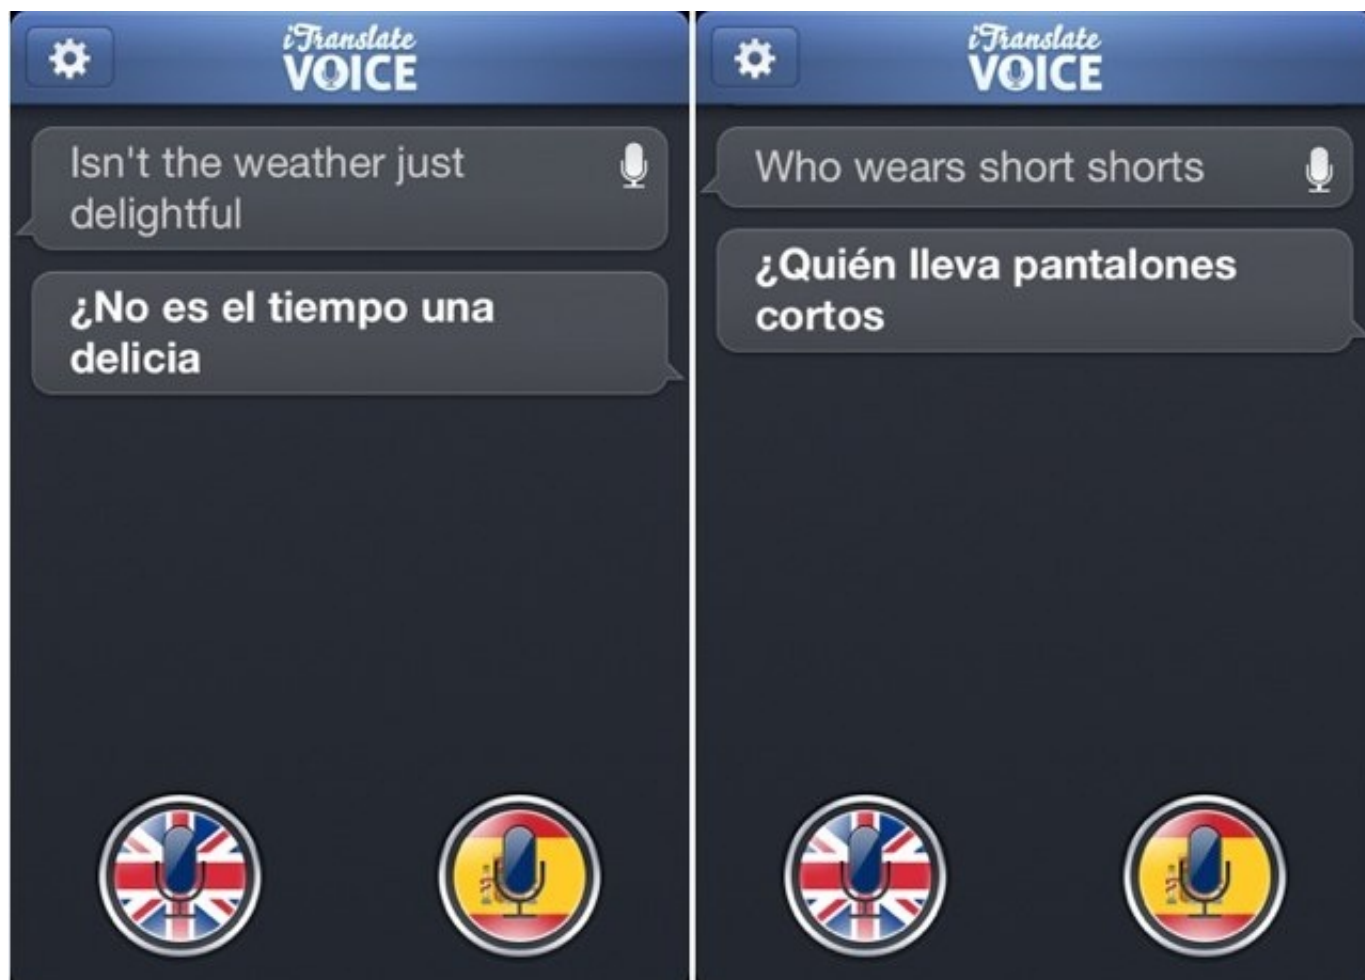 iTranslate
VOICE
Isn't the weather just
delightful
¿No es el tiempo una
delicia
iTranslate
VOICE
Who wears short shorts
¿Quién lleva pantalones
cortos